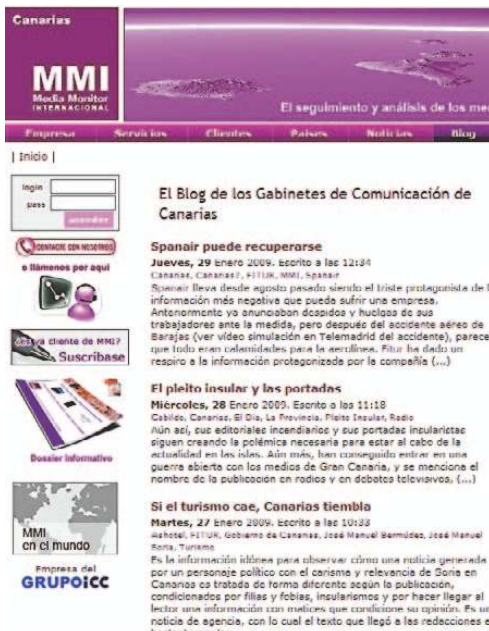 Canarias
MMI
Media Monitor
INTERNACIONAL
El seguimiento y análisis de los me
Empresa Servicios Clientes Países Noticias Blog
| Inicio |
login
pass
acceder
CONTACTE CON NOSOTROS
o llámenos por aquí
¿Es ya cliente de MMI?
Suscríbase
Dossier informativo
MMI
en el mundo
Empresa del
GRUPOiCC
El Blog de los Gabinetes de Comunicación de
Canarias
Spanair puede recuperarse
Jueves, 29 Enero 2009. Escrito a las 12:34
Canarias, Canarias7, FITUR, MMI, Spanair
Spanair lleva desde agosto pasado siendo el triste protagonista de l
información más negativa que pueda sufrir una empresa.
Anteriormente ya anunciaban despidos y huelgas de sus
trabajadores ante la medida, pero después del accidente aéreo de
Barajas (ver vídeo simulación en Telemadrid del accidente), parece
que todo eran calamidades para la aerolínea. Fitur ha dado un
respiro a la información protagonizada por la compañía (...)
El pleito insular y las portadas
Miércoles, 28 Enero 2009. Escrito a las 11:18
Cabildo, Canarias, El Día, La Provincia, Pleito Insular, Radio
Aún así, sus editoriales incendiarios y sus portadas insularistas
siguen creando la polémica necesaria para estar al cabo de la
actualidad en las islas. Aún más, han conseguido entrar en una
guerra abierta con los medios de Gran Canaria, y se menciona el
nombre de la publicación en radios y en debates televisivos, (...)
Si el turismo cae, Canarias tiembla
Martes, 27 Enero 2009. Escrito a las 10:33
Ashotel, FITUR, Gobierno de Canarias, José Manuel Bermúdez, José Manuel
Soria, Turismo
Es la información idónea para observar cómo una noticia generada
por un personaje político con el carisma y relevancia de Soria en
Canarias es tratada de forma diferente según la publicación,
condicionados por filias y fobias, insularismos y por hacer llegar al
lector una información con matices que condicione su opinión. Es un
noticia de agencia, con lo cual el texto que llegó a las redacciones e